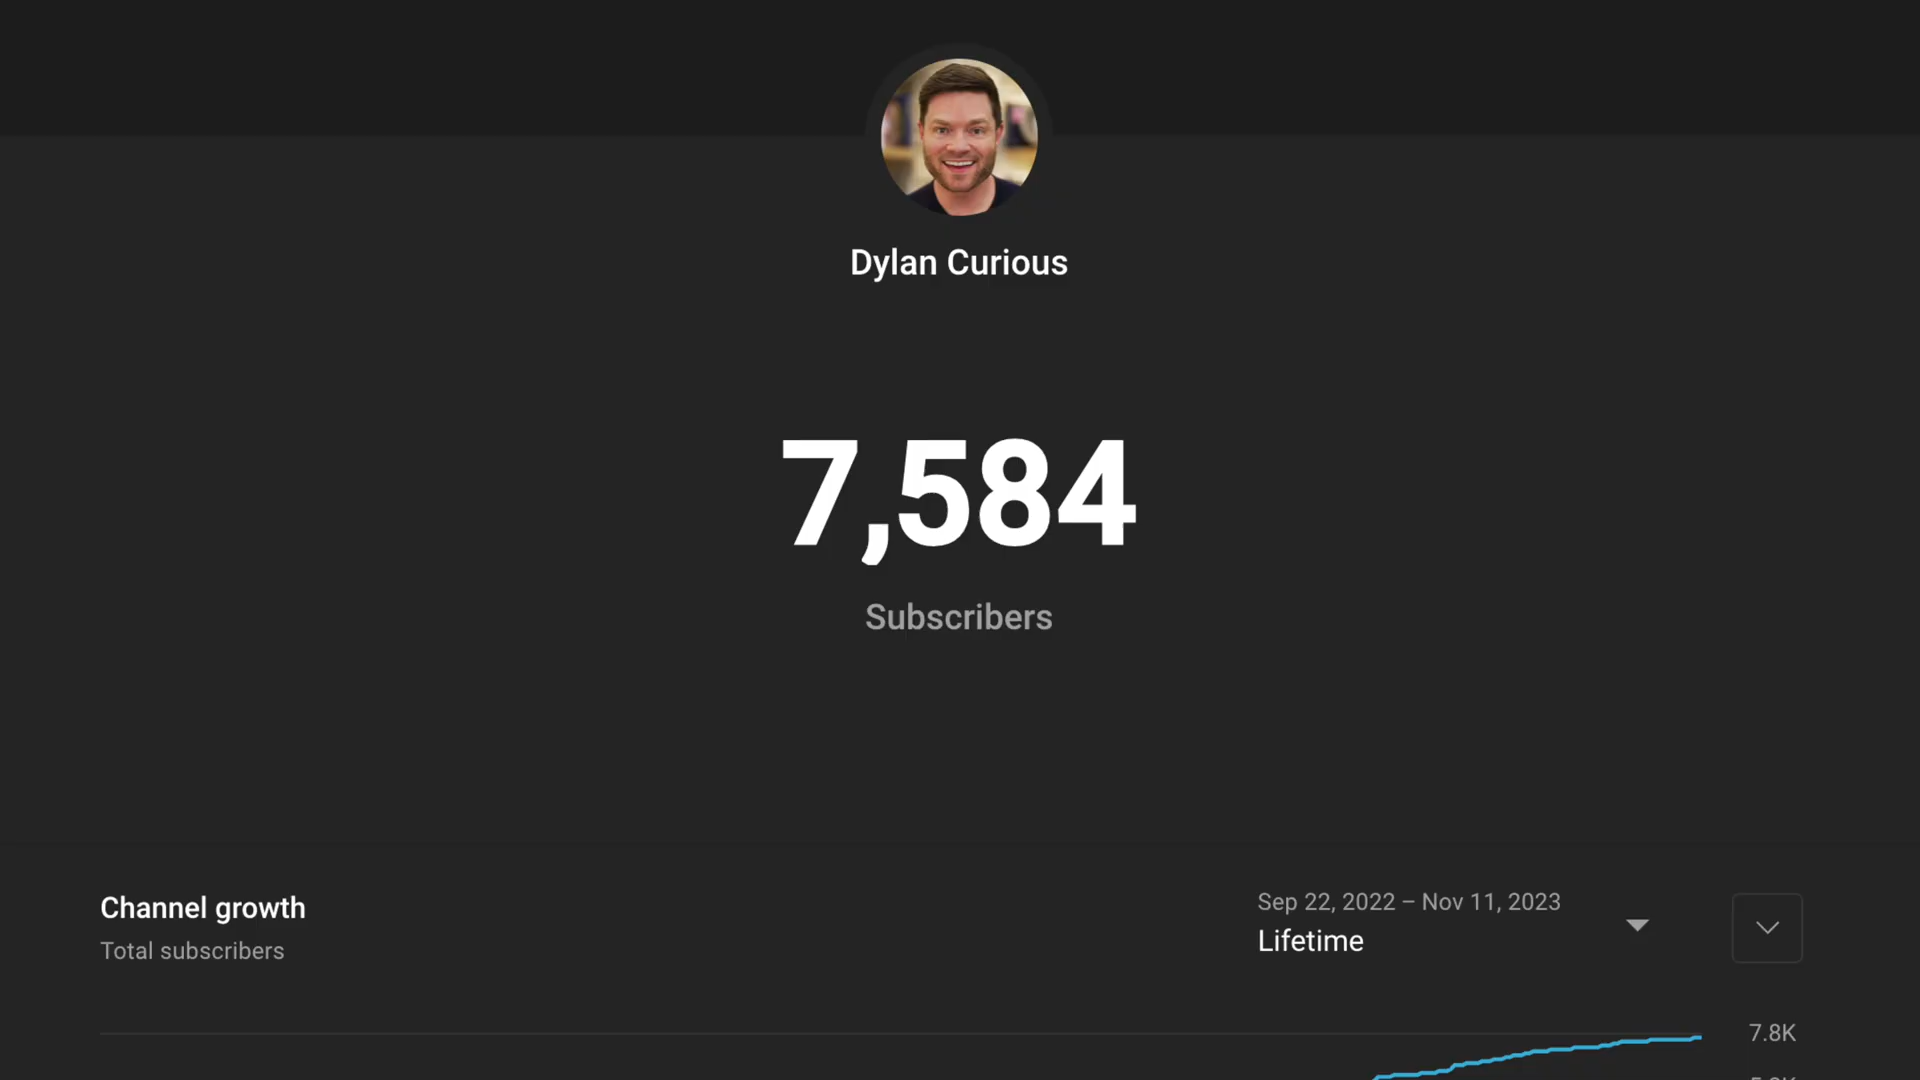 Dylan Curious
7,584
Subscribers
Channel growth
Total subscribers
Sep 22, 2022 – Nov 11, 2023
Lifetime
7.8K